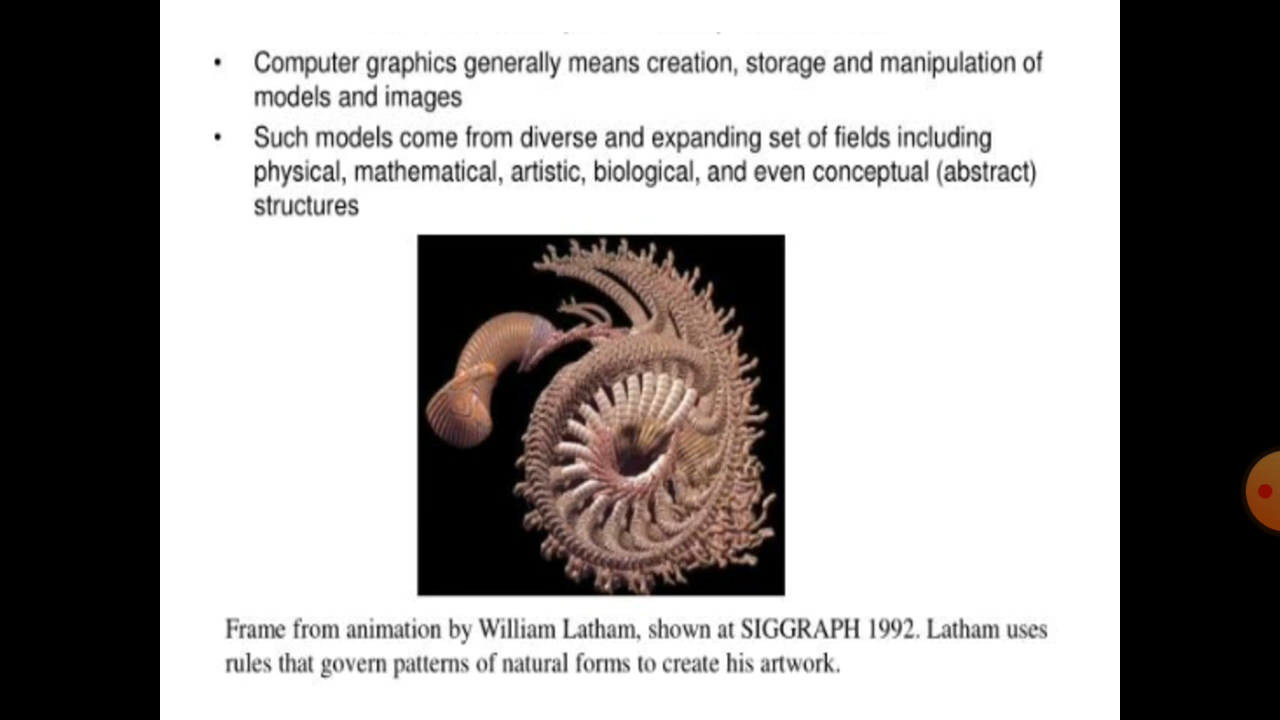 • Computer graphics generally means creation, storage and manipulation of
models and images
• Such models come from diverse and expanding set of fields including
physical, mathematical, artistic, biological, and even conceptual (abstract)
structures
Frame from animation by William Latham, shown at SIGGRAPH 1992. Latham uses
rules that govern patterns of natural forms to create his artwork.